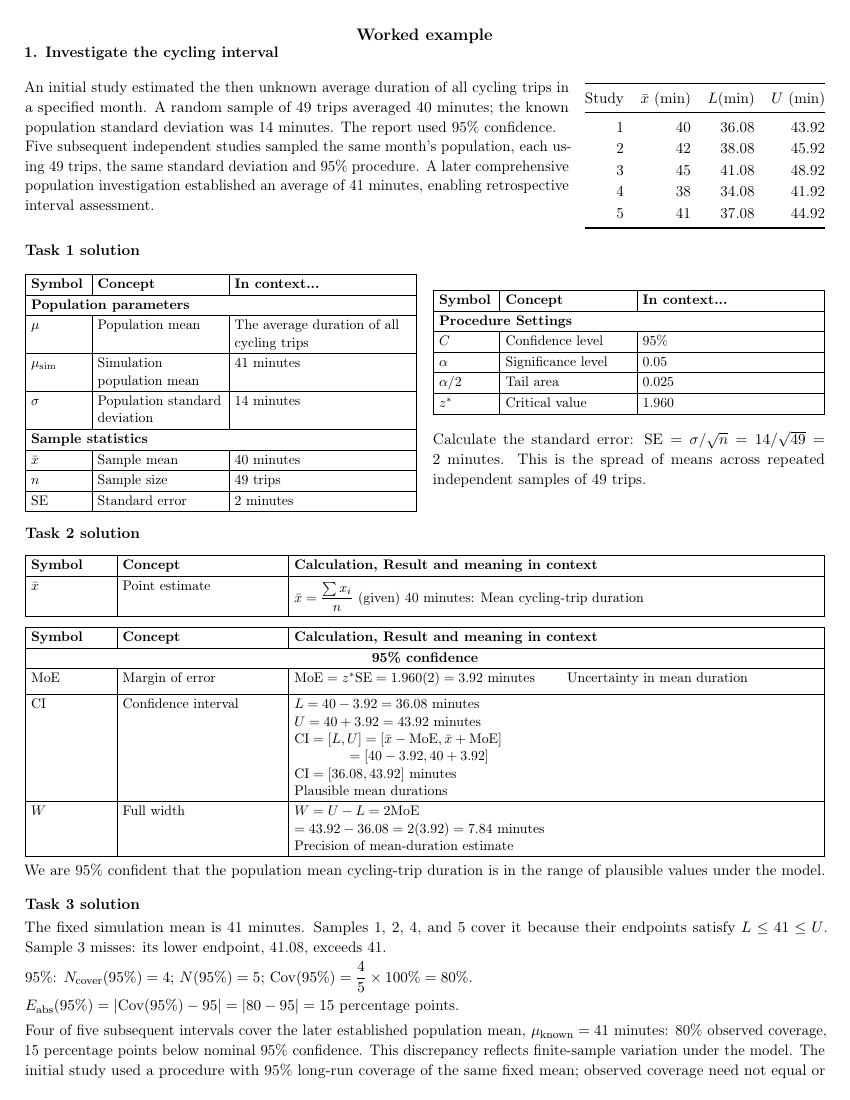 Worked example
1. Investigate the cycling interval
An initial study estimated the then unknown average duration of all cycling trips in
a specified month. A random sample of 49 trips averaged 40 minutes; the known
population standard deviation was 14 minutes. The report used 95% confidence.
Five subsequent independent studies sampled the same month's population, each us-
ing 49 trips, the same standard deviation and 95% procedure. A later comprehensive
population investigation established an average of 41 minutes, enabling retrospective
interval assessment.
Study x̄ (min) L(min) U (min)
1 40 36.08 43.92
2 42 38.08 45.92
3 45 41.08 48.92
4 38 34.08 41.92
5 41 37.08 44.92
Task 1 solution
Symbol Concept In context...
Population parameters
μ Population mean The average duration of all
cycling trips
μsim Simulation 41 minutes
population mean
σ Population standard 14 minutes
deviation
Sample statistics
x̄ Sample mean 40 minutes
n Sample size 49 trips
SE Standard error 2 minutes
Symbol Concept In context...
Procedure Settings
C Confidence level 95%
α Significance level 0.05
α/2 Tail area 0.025
z* Critical value 1.960
Calculate the standard error: SE = σ/√n = 14/√49 =
2 minutes. This is the spread of means across repeated
independent samples of 49 trips.
Task 2 solution
Symbol Concept Calculation, Result and meaning in context
x̄ Point estimate x̄ = ∑ xᵢ / n (given) 40 minutes: Mean cycling-trip duration
Symbol Concept Calculation, Result and meaning in context
95% confidence
MoE Margin of error MoE = z*SE = 1.960(2) = 3.92 minutes Uncertainty in mean duration
CI Confidence interval L = 40 − 3.92 = 36.08 minutes
U = 40 + 3.92 = 43.92 minutes
CI = [L, U] = [x̄ − MoE, x̄ + MoE]
= [40 − 3.92, 40 + 3.92]
CI = [36.08, 43.92] minutes
Plausible mean durations
W Full width W = U − L = 2MoE
= 43.92 − 36.08 = 2(3.92) = 7.84 minutes
Precision of mean-duration estimate
We are 95% confident that the population mean cycling-trip duration is in the range of plausible values under the model.
Task 3 solution
The fixed simulation mean is 41 minutes. Samples 1, 2, 4, and 5 cover it because their endpoints satisfy L ≤ 41 ≤ U.
Sample 3 misses: its lower endpoint, 41.08, exceeds 41.
95%: Ncover(95%) = 4; N(95%) = 5; Cov(95%) = 4/5 × 100% = 80%.
Eabs(95%) = |Cov(95%) − 95| = |80 − 95| = 15 percentage points.
Four of five subsequent intervals cover the later established population mean, μknown = 41 minutes: 80% observed coverage,
15 percentage points below nominal 95% confidence. This discrepancy reflects finite-sample variation under the model. The
initial study used a procedure with 95% long-run coverage of the same fixed mean; observed coverage need not equal or